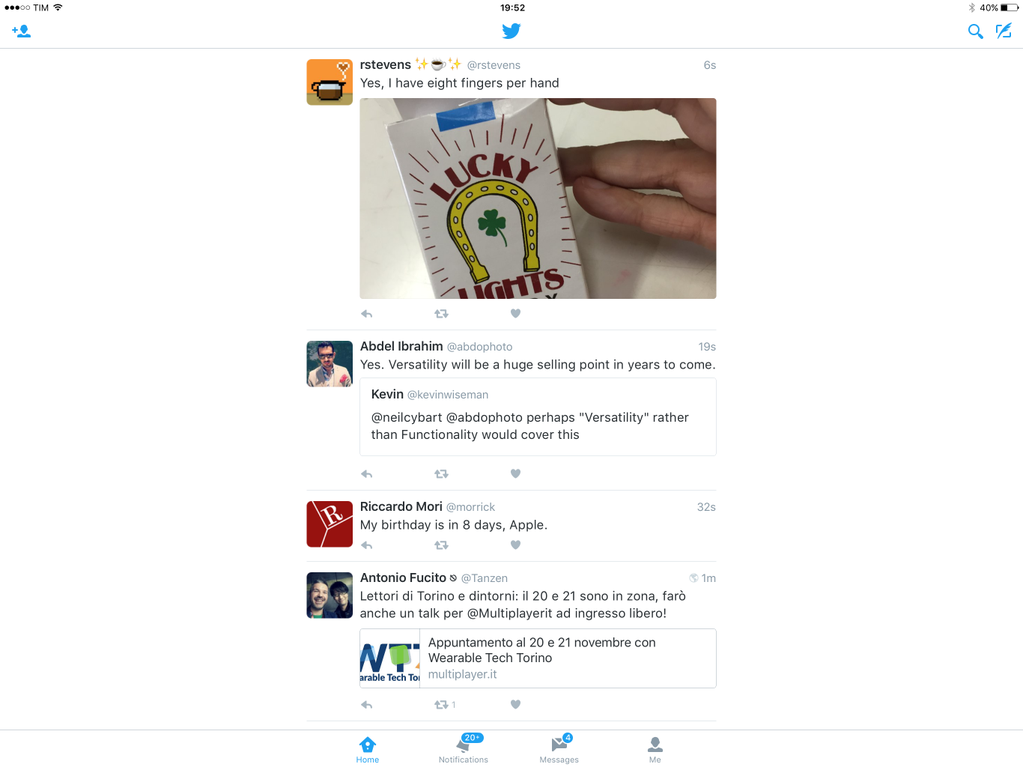 TIM
19:52
40%
rstevens ✨☕✨ @rstevens
6s
Yes, I have eight fingers per hand
LUCKY
LIGHTS
Abdel Ibrahim @abdophoto
19s
Yes. Versatility will be a huge selling point in years to come.
Kevin @kevinwiseman
@neilcybart @abdophoto perhaps "Versatility" rather
than Functionality would cover this
R
Riccardo Mori @morrick
32s
My birthday is in 8 days, Apple.
Antonio Fucito @Tanzen
1m
Lettori di Torino e dintorni: il 20 e 21 sono in zona, farò
anche un talk per @Multiplayerit ad ingresso libero!
Appuntamento al 20 e 21 novembre con
Wearable Tech Torino
multiplayer.it
WT
arable Tech To
1
20+
4
Home
Notifications
Messages
Me